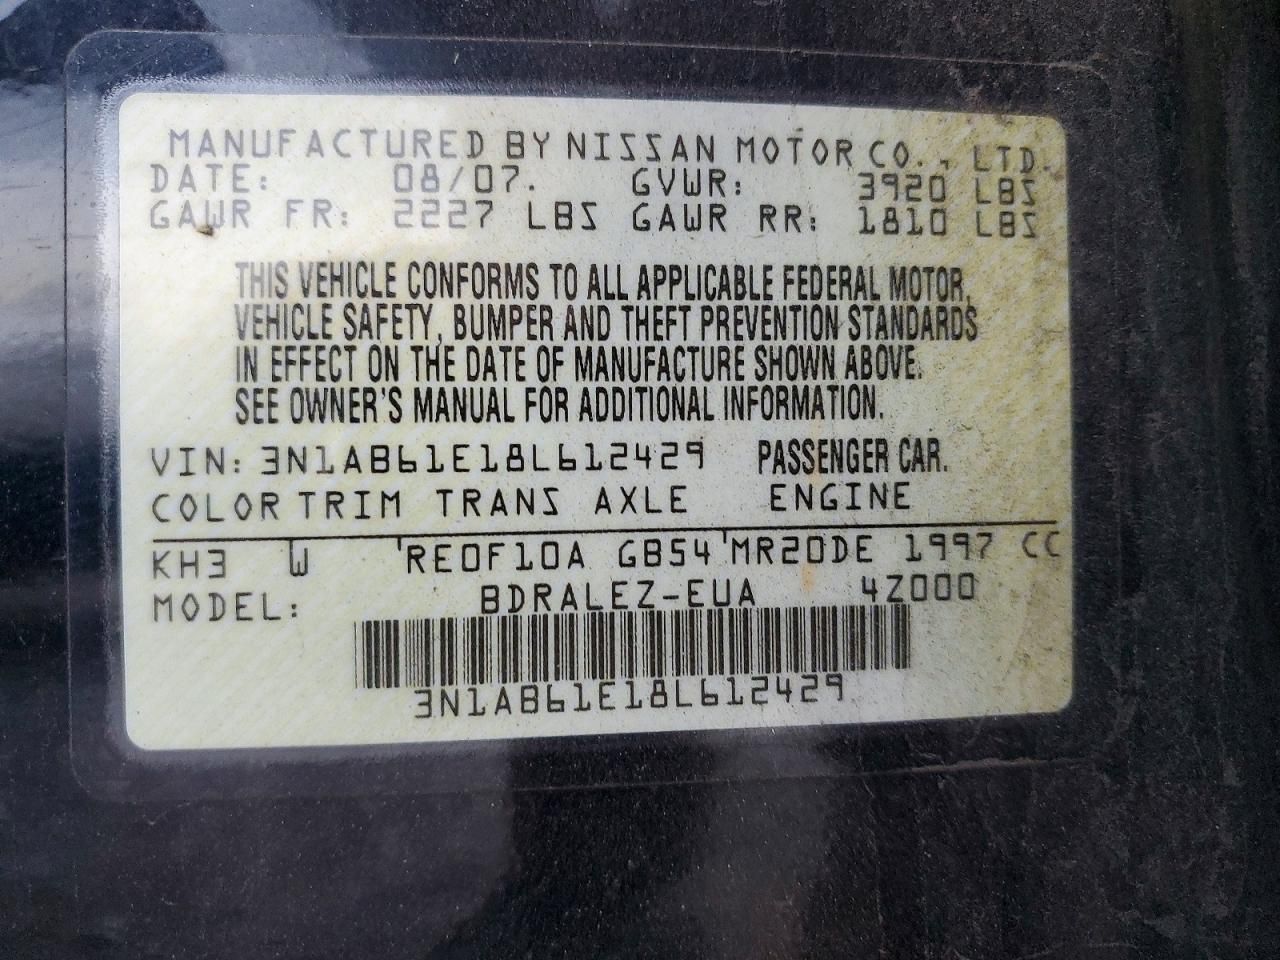 MANUFACTURED BY NISSAN MOTOR CO., LTD.
DATE: 08/07. GVWR: 3920 LBS
GAWR FR: 2227 LBS GAWR RR: 1810 LBS
THIS VEHICLE CONFORMS TO ALL APPLICABLE FEDERAL MOTOR,
VEHICLE SAFETY, BUMPER AND THEFT PREVENTION STANDARDS
IN EFFECT ON THE DATE OF MANUFACTURE SHOWN ABOVE.
SEE OWNER'S MANUAL FOR ADDITIONAL INFORMATION.
VIN: 3N1AB61E18L612429 PASSENGER CAR.
COLOR TRIM TRANS AXLE ENGINE
KH3 W 'RE0F10A GB54'MR20DE 1997 CC
MODEL: BDRALEZ-EUA 4Z000
3N1AB61E18L612429